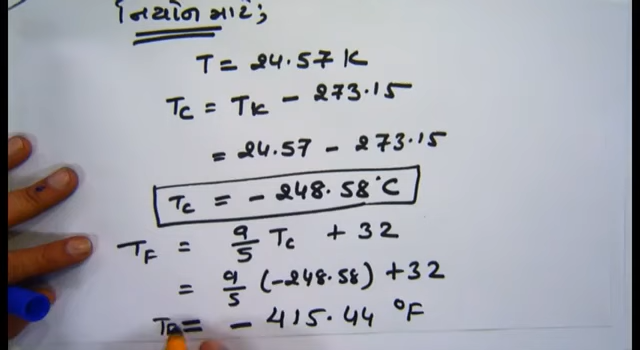 નિયોન માટે;
T = 24.57 K
Tc = TK - 273.15
= 24.57 - 273.15
Tc = - 248.58°C
TF = 9/5 Tc + 32
= 9/5 (-248.58) + 32
TF = - 415.44 °F